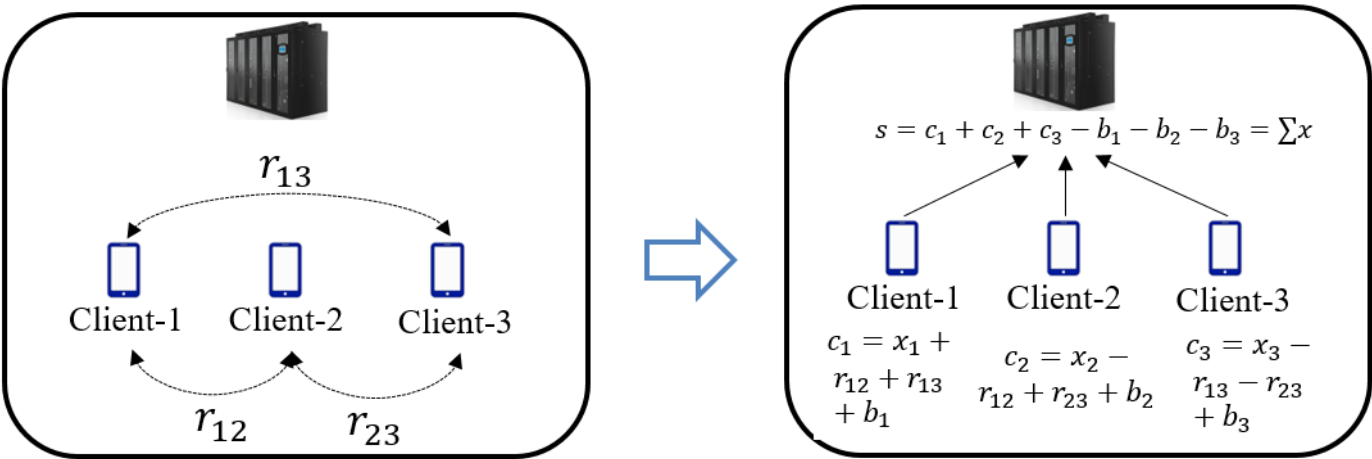 r₁₃
Client-1
Client-2
Client-3
r₁₂
r₂₃
s = c₁ + c₂ + c₃ − b₁ − b₂ − b₃ = ∑x
Client-1
Client-2
Client-3
c₁ = x₁ +
r₁₂ + r₁₃
+ b₁
c₂ = x₂ −
r₁₂ + r₂₃ + b₂
c₃ = x₃ −
r₁₃ − r₂₃
+ b₃